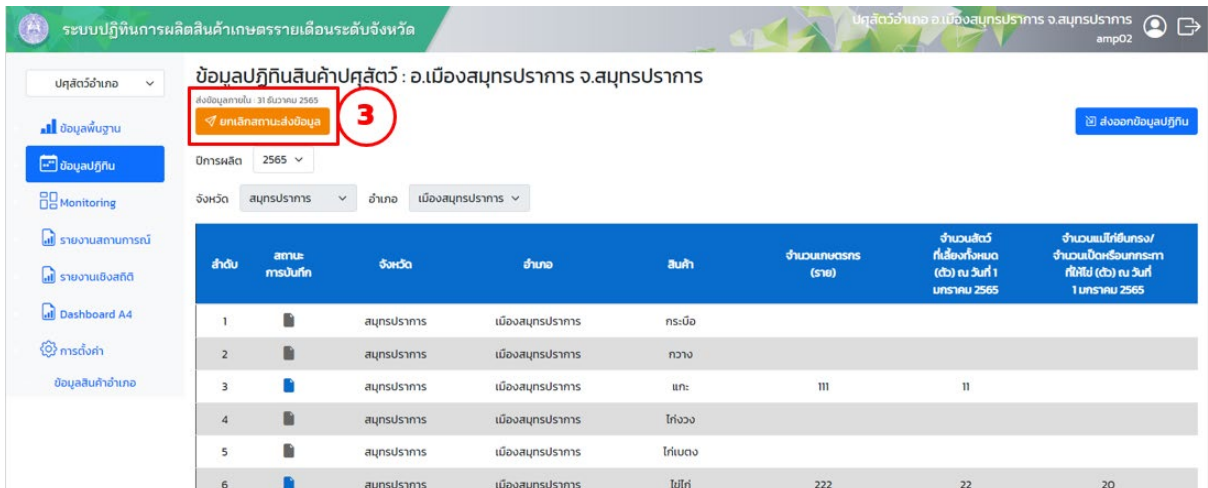 ระบบปฏิทินการผลิตสินค้าเกษตรรายเดือนระดับจังหวัด
ปศุสัตว์อำเภอ อ.เมืองสมุทรปราการ จ.สมุทรปราการ
amp02
ปศุสัตว์อำเภอ
ข้อมูลพื้นฐาน
ข้อมูลปฏิทิน
Monitoring
รายงานสถานการณ์
รายงานเชิงสถิติ
Dashboard A4
การตั้งค่า
ข้อมูลสินค้าอำเภอ
ข้อมูลปฏิทินสินค้าปศุสัตว์ : อ.เมืองสมุทรปราการ จ.สมุทรปราการ
ส่งข้อมูลภายใน : 31 ธันวาคม 2565
ยกเลิกสถานะส่งข้อมูล
3
ส่งออกข้อมูลปฏิทิน
ปีการผลิต 2565
จังหวัด สมุทรปราการ อำเภอ เมืองสมุทรปราการ
ลำดับ
สถานะ
การบันทึก
จังหวัด
อำเภอ
สินค้า
จำนวนเกษตรกร
(ราย)
จำนวนสัตว์
ที่เลี้ยงทั้งหมด
(ตัว) ณ วันที่ 1
มกราคม 2565
จำนวนแม่ไก่ยืนกรง/
จำนวนเป็ดหรือนกกระทา
ที่ให้ไข่ (ตัว) ณ วันที่
1 มกราคม 2565
1 สมุทรปราการ เมืองสมุทรปราการ กระบือ
2 สมุทรปราการ เมืองสมุทรปราการ กวาง
3 สมุทรปราการ เมืองสมุทรปราการ แกะ 111 11
4 สมุทรปราการ เมืองสมุทรปราการ ไก่งวง
5 สมุทรปราการ เมืองสมุทรปราการ ไก่เบตง
6 สมุทรปราการ เมืองสมุทรปราการ ไข่ไก่ 222 22 20